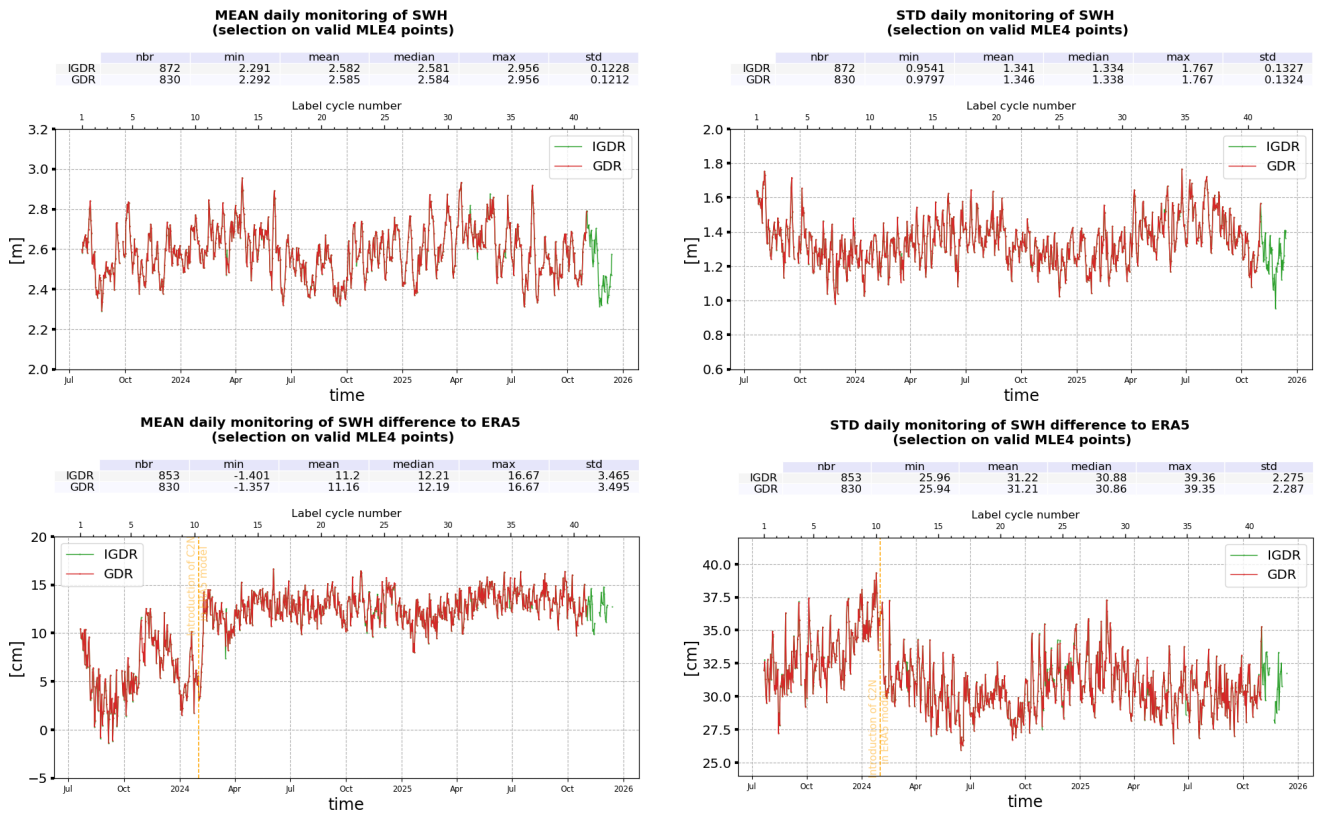 MEAN daily monitoring of SWH
(selection on valid MLE4 points)
nbr min mean median max std
IGDR 872 2.291 2.582 2.581 2.956 0.1228
GDR 830 2.292 2.585 2.584 2.956 0.1212
Label cycle number
1 5 10 15 20 25 30 35 40
3.2
3.0
2.8
2.6
2.4
2.2
2.0
[m]
IGDR
GDR
Jul Oct 2024 Apr Jul Oct 2025 Apr Jul Oct 2026
time
STD daily monitoring of SWH
(selection on valid MLE4 points)
nbr min mean median max std
IGDR 872 0.9541 1.341 1.334 1.767 0.1327
GDR 830 0.9797 1.346 1.338 1.767 0.1324
Label cycle number
1 5 10 15 20 25 30 35 40
2.0
1.8
1.6
1.4
1.2
1.0
0.8
0.6
[m]
IGDR
GDR
Jul Oct 2024 Apr Jul Oct 2025 Apr Jul Oct 2026
time
MEAN daily monitoring of SWH difference to ERA5
(selection on valid MLE4 points)
nbr min mean median max std
IGDR 853 -1.401 11.2 12.21 16.67 3.465
GDR 830 -1.357 11.16 12.19 16.67 3.495
Label cycle number
1 5 10 15 20 25 30 35 40
20
15
10
5
0
−5
[cm]
IGDR
GDR
Introduction of C2N
model
Jul Oct 2024 Apr Jul Oct 2025 Apr Jul Oct 2026
time
STD daily monitoring of SWH difference to ERA5
(selection on valid MLE4 points)
nbr min mean median max std
IGDR 853 25.96 31.22 30.88 39.36 2.275
GDR 830 25.94 31.21 30.86 39.35 2.287
Label cycle number
1 5 10 15 20 25 30 35 40
40.0
37.5
35.0
32.5
30.0
27.5
25.0
[cm]
IGDR
GDR
Introduction of C2N
in ERA5 model
Jul Oct 2024 Apr Jul Oct 2025 Apr Jul Oct 2026
time